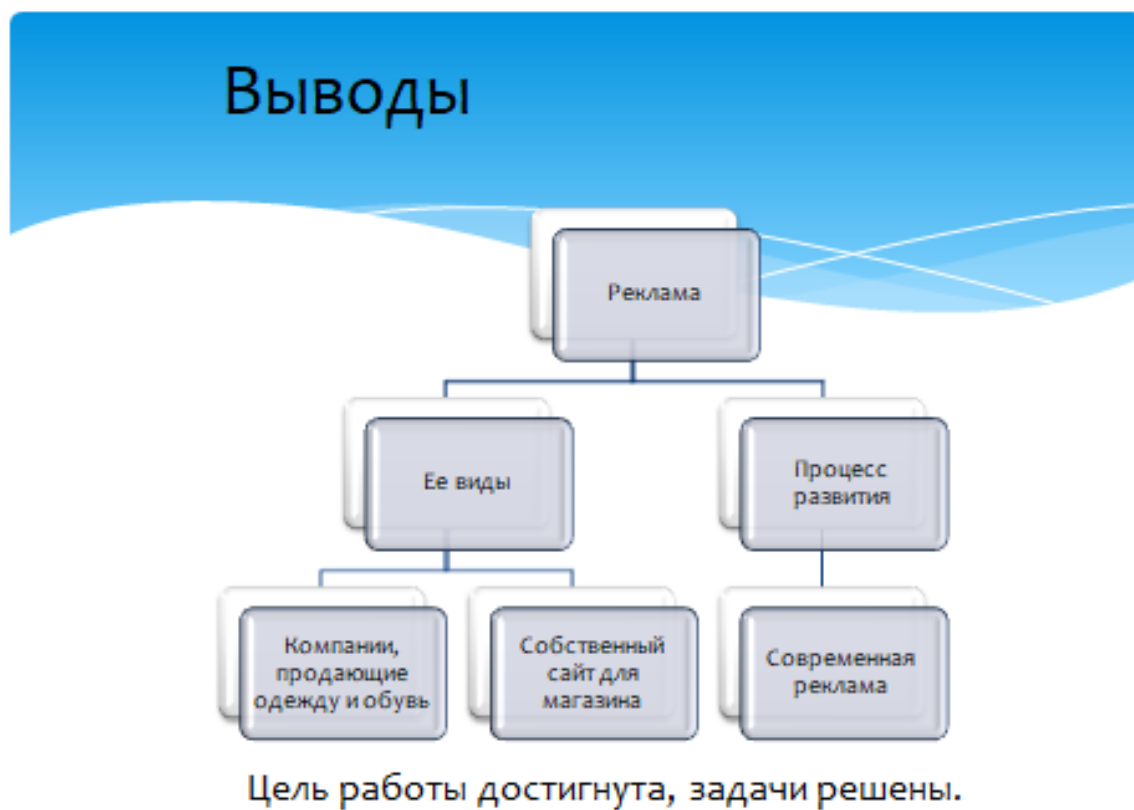 Выводы
Реклама
Ее виды
Процесс
развития
Компании,
продающие
одежду и обувь
Собственный
сайт для
магазина
Современная
реклама
Цель работы достигнута, задачи решены.